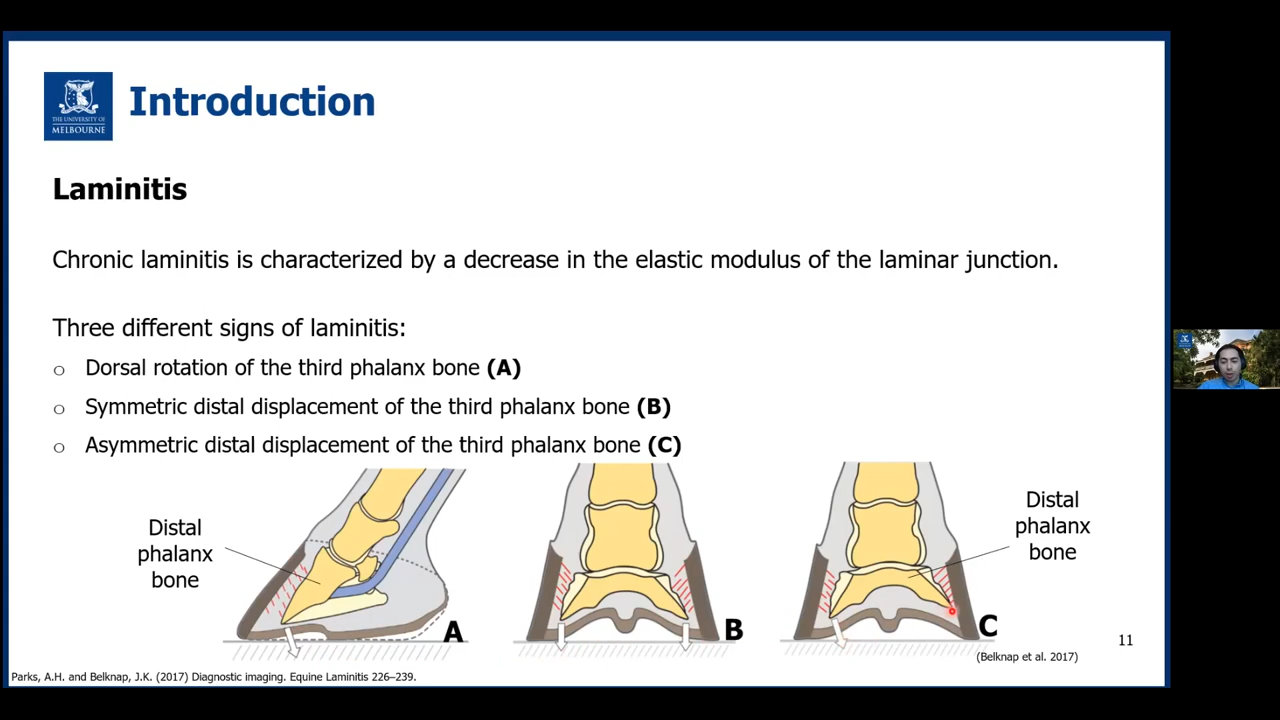 THE UNIVERSITY OF
MELBOURNE
Introduction
Laminitis
Chronic laminitis is characterized by a decrease in the elastic modulus of the laminar junction.
Three different signs of laminitis:
o Dorsal rotation of the third phalanx bone (A)
o Symmetric distal displacement of the third phalanx bone (B)
o Asymmetric distal displacement of the third phalanx bone (C)
Distal
phalanx
bone
A
B
Distal
phalanx
bone
C
11
(Belknap et al. 2017)
Parks, A.H. and Belknap, J.K. (2017) Diagnostic imaging. Equine Laminitis 226–239.